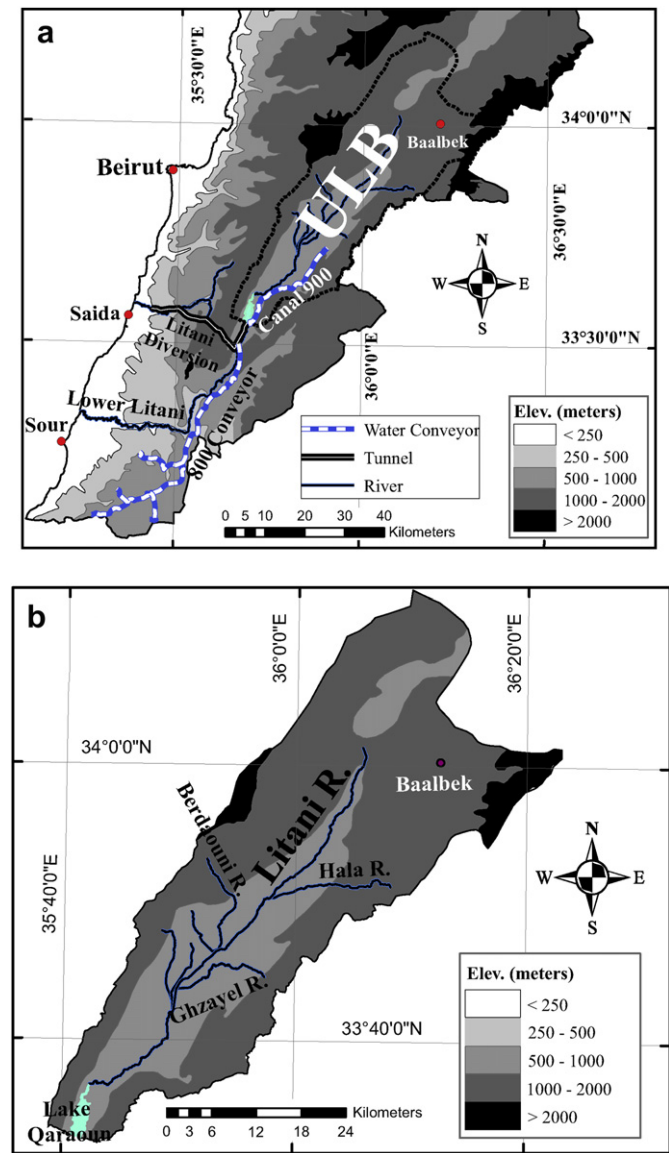 a
35°30'0"E
34°0'0"N
Baalbek
ULB
Beirut
36°30'0"E
N
W E
S
Canal 900
Saida
Litani
Diversion
33°30'0"N
36°0'0"E
Lower Litani
800 Conveyor
Sour
Water Conveyor
Tunnel
River
0 5 10 20 30 40
Kilometers
Elev. (meters)
< 250
250 - 500
500 - 1000
1000 - 2000
> 2000
b
36°0'0"E
36°20'0"E
34°0'0"N
Baalbek
Litani R.
Berdaouni R.
Hala R.
N
W E
S
35°40'0"E
Ghzayel R.
33°40'0"N
Lake
Qaraoun
Kilometers
0 3 6 12 18 24
Elev. (meters)
< 250
250 - 500
500 - 1000
1000 - 2000
> 2000